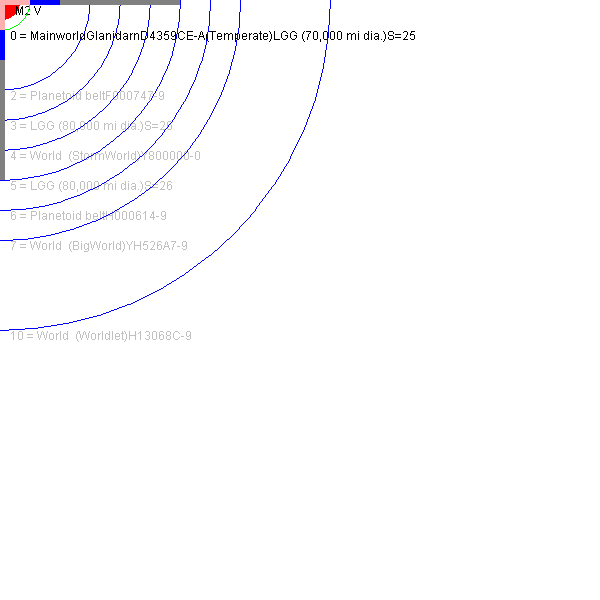 M2 V
0 = MainworldGlanidarnD4359CE-A(Temperate)LGG (70,000 mi dia.)S=25
2 = Planetoid beltF000747-9
3 = LGG (80,000 mi dia.)S=26
4 = World  (StormWorld)Y800000-0
5 = LGG (80,000 mi dia.)S=26
6 = Planetoid beltH000614-9
7 = World  (BigWorld)YH526A7-9
10 = World  (Worldlet)H13068C-9